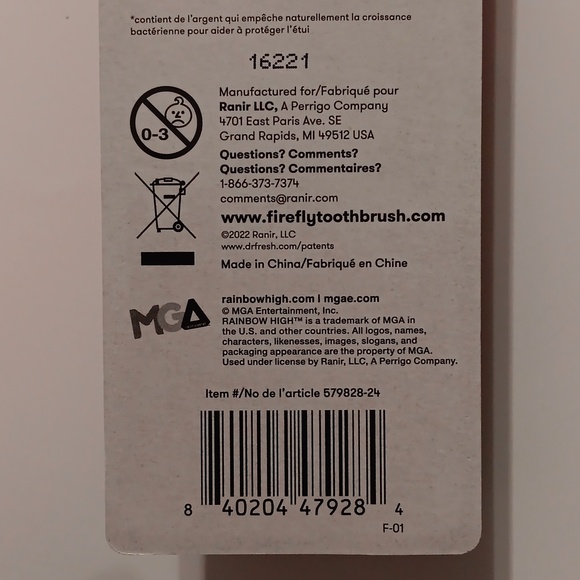 *contient de l'argent qui empêche naturellement la croissance
bactérienne pour aider à protéger l'étui
16221
0-3
Manufactured for/Fabriqué pour
Ranir LLC, A Perrigo Company
4701 East Paris Ave. SE
Grand Rapids, MI 49512 USA
Questions? Comments?
Questions? Commentaires?
1-866-373-7374
comments@ranir.com
www.fireflytoothbrush.com
©2022 Ranir, LLC
www.drfresh.com/patents
Made in China/Fabriqué en Chine
MGA
rainbowhigh.com I mgae.com
© MGA Entertainment, Inc.
RAINBOW HIGH™ is a trademark of MGA in
the U.S. and other countries. All logos, names,
characters, likenesses, images, slogans, and
packaging appearance are the property of MGA.
Used under license by Ranir, LLC, A Perrigo Company.
Item #/No de l'article 579828-24
8 40204 47928 4
F-01